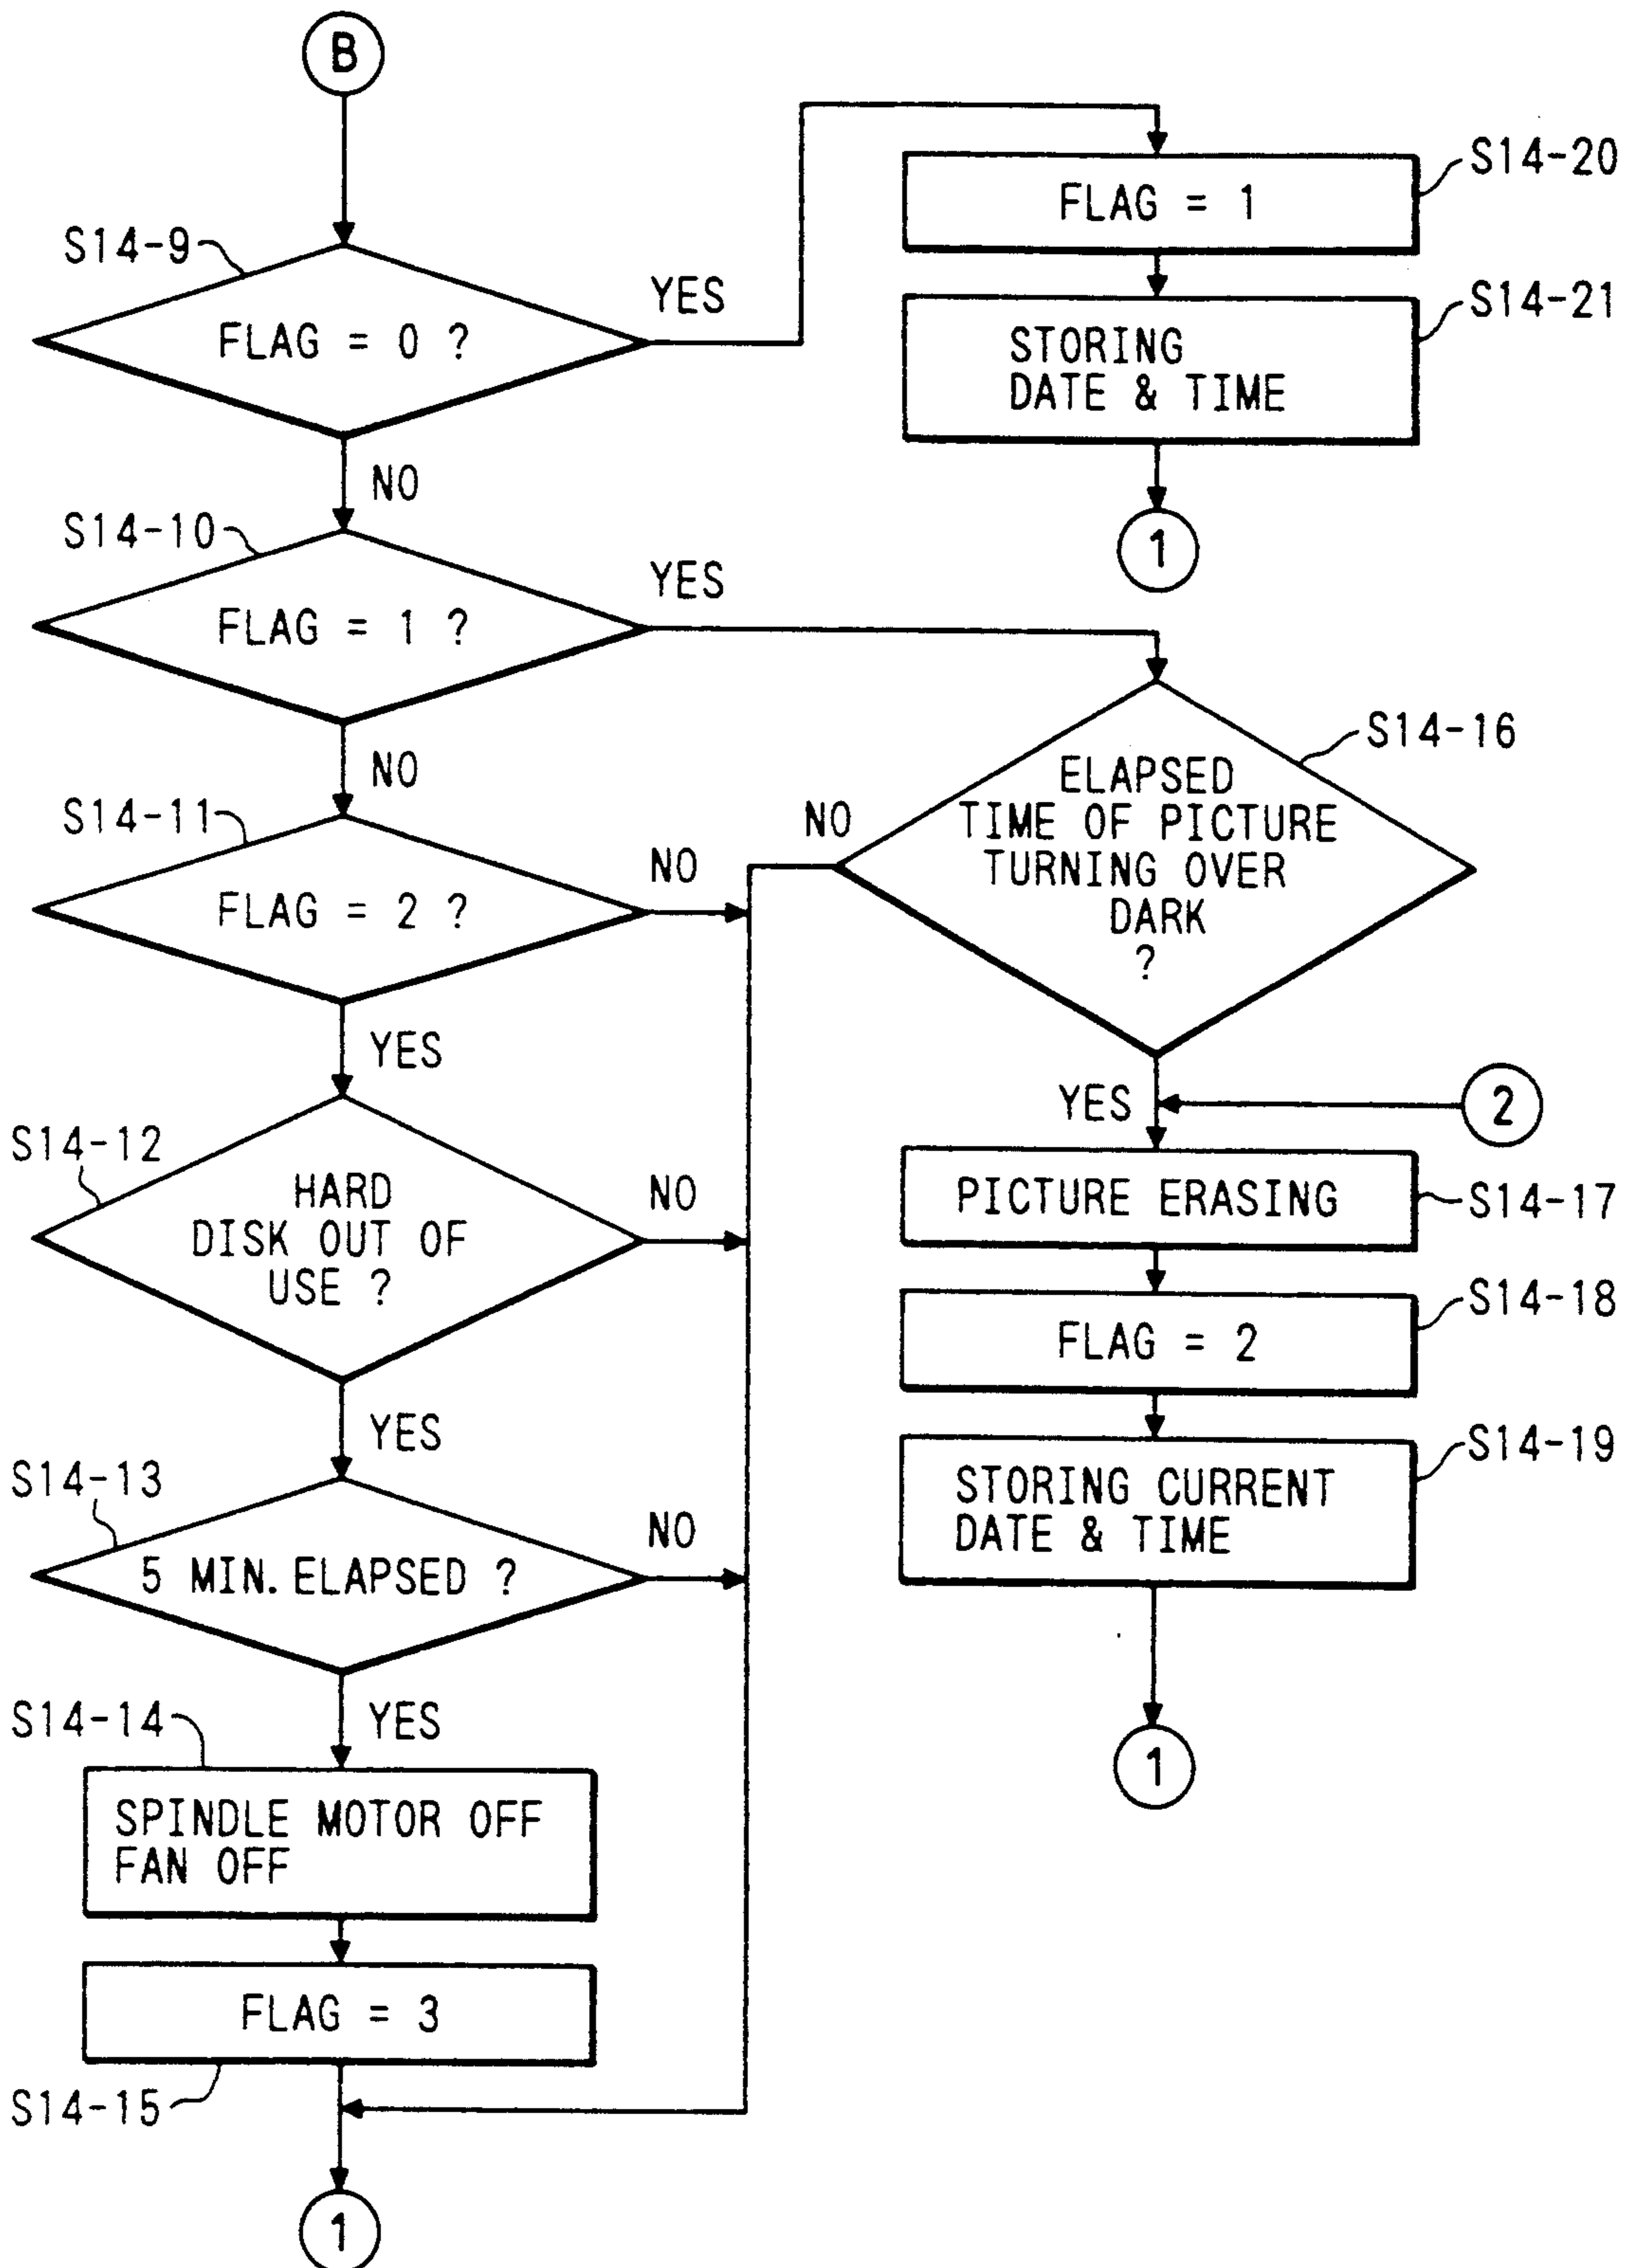 B
S14-9
FLAG = 0 ?
YES
NO
S14-20
FLAG = 1
S14-21
STORING
DATE & TIME
1
S14-10
FLAG = 1 ?
YES
NO
S14-11
FLAG = 2 ?
NO
YES
S14-16
ELAPSED
TIME OF PICTURE
TURNING OVER
DARK
?
NO
YES
2
S14-12
HARD
DISK OUT OF
USE ?
NO
YES
S14-17
PICTURE ERASING
S14-18
FLAG = 2
S14-19
STORING CURRENT
DATE & TIME
1
S14-13
5 MIN. ELAPSED ?
NO
YES
S14-14
SPINDLE MOTOR OFF
FAN OFF
FLAG = 3
S14-15
1